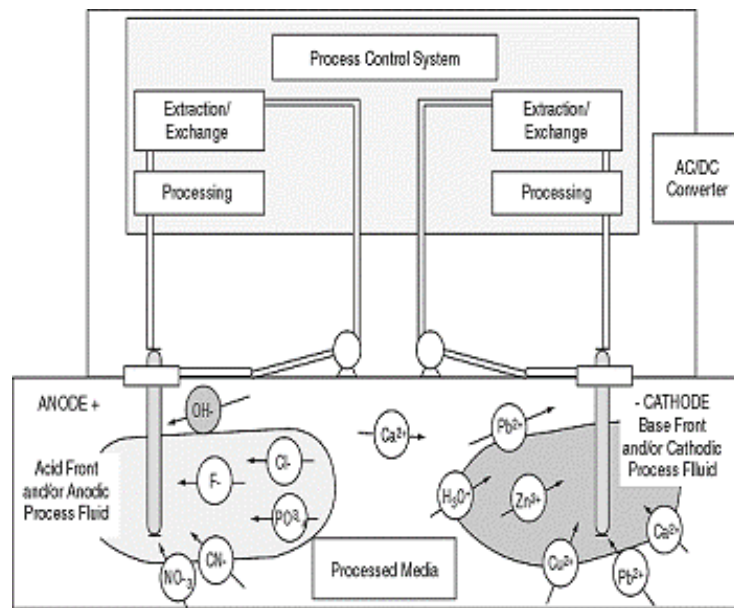 Process Control System
Extraction/
Exchange
Extraction/
Exchange
Processing
Processing
AC/DC
Converter
ANODE +
- CATHODE
Base Front
and/or Cathodic
Process Flluid
Acid Front
and/or Anodic
Process Fluid
OH-
Ca2+
Pb2+
Cl-
F-
PO3-4
H3O+
Zn2+
CN-
NO-3
Cu2+
Pb2+
Ca2+
Processed Media